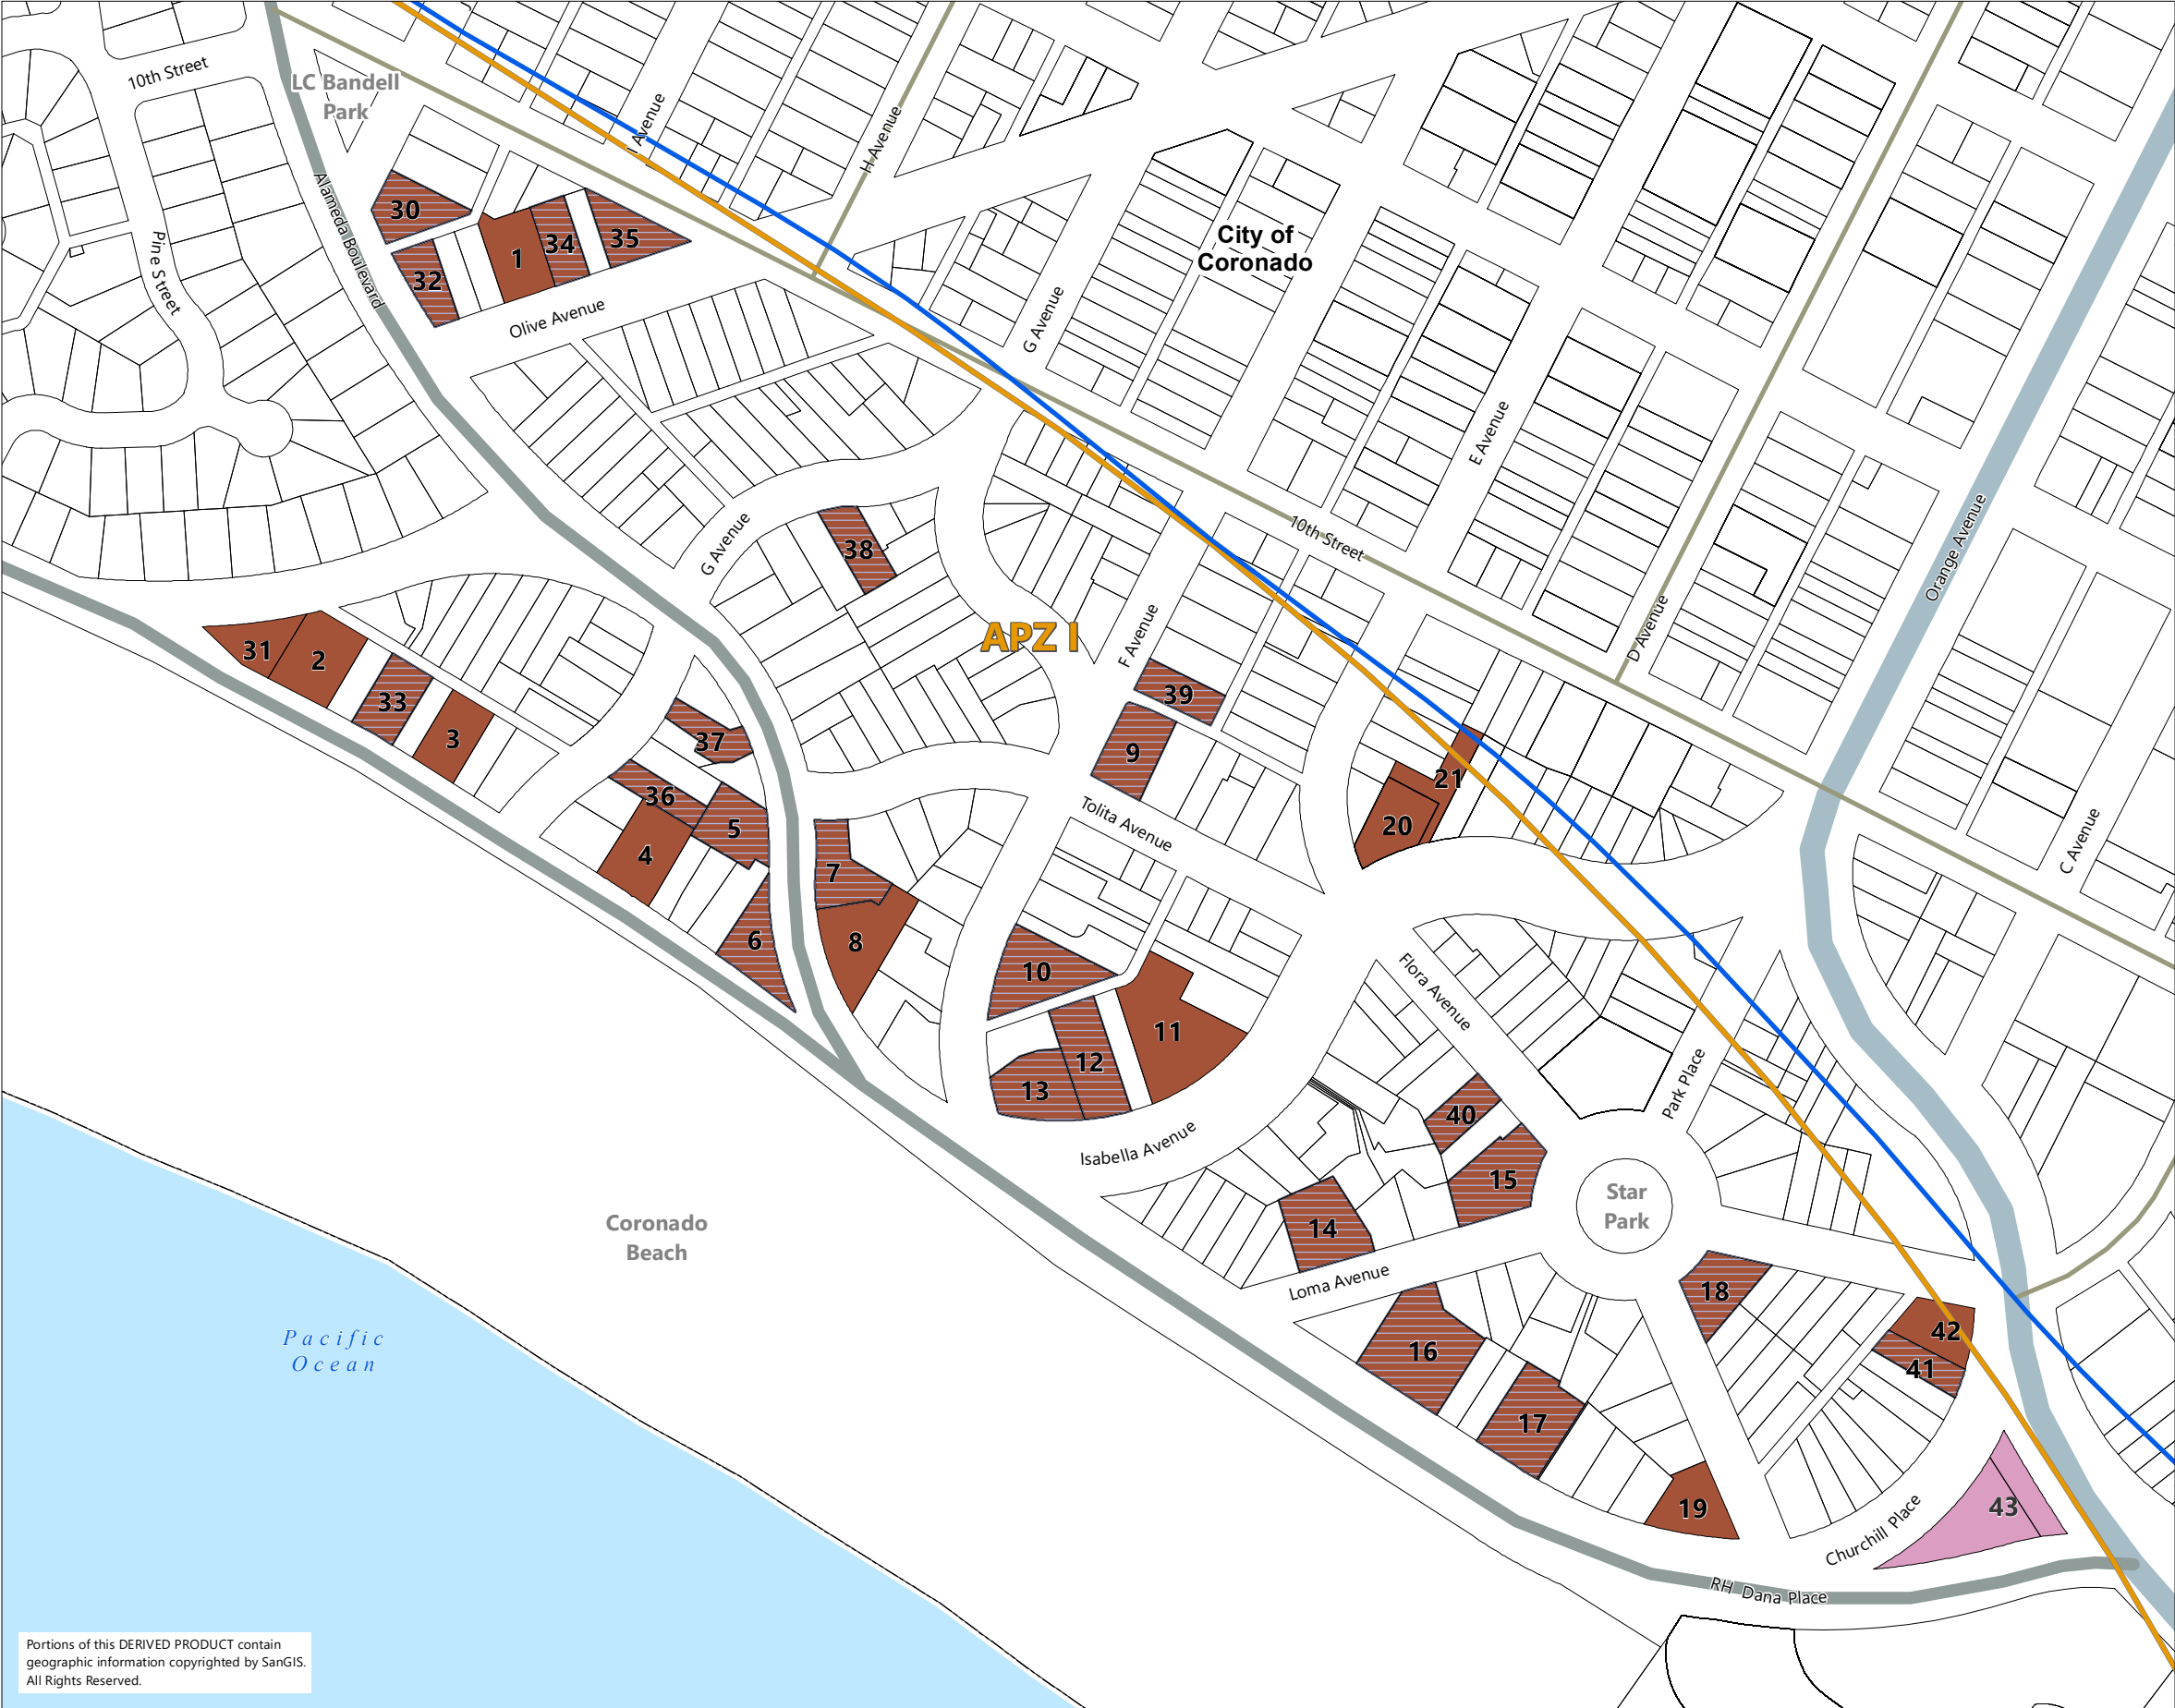 10th Street
LC Bandell
Park
I Avenue
H Avenue
Alameda Boulevard
Pine Street
30
1
34
35
32
Olive Avenue
City of
Coronado
G Avenue
E Avenue
10th Street
Orange Avenue
D Avenue
C Avenue
G Avenue
38
APZ I
F Avenue
39
9
Tolita Avenue
21
20
31
2
33
3
37
36
5
4
6
7
8
10
11
12
13
Flora Avenue
Park Place
Isabella Avenue
40
15
14
Star
Park
Loma Avenue
Coronado
Beach
Pacific
Ocean
16
17
18
19
42
41
43
Churchill Place
RH Dana Place
Portions of this DERIVED PRODUCT contain
geographic information copyrighted by SanGIS.
All Rights Reserved.